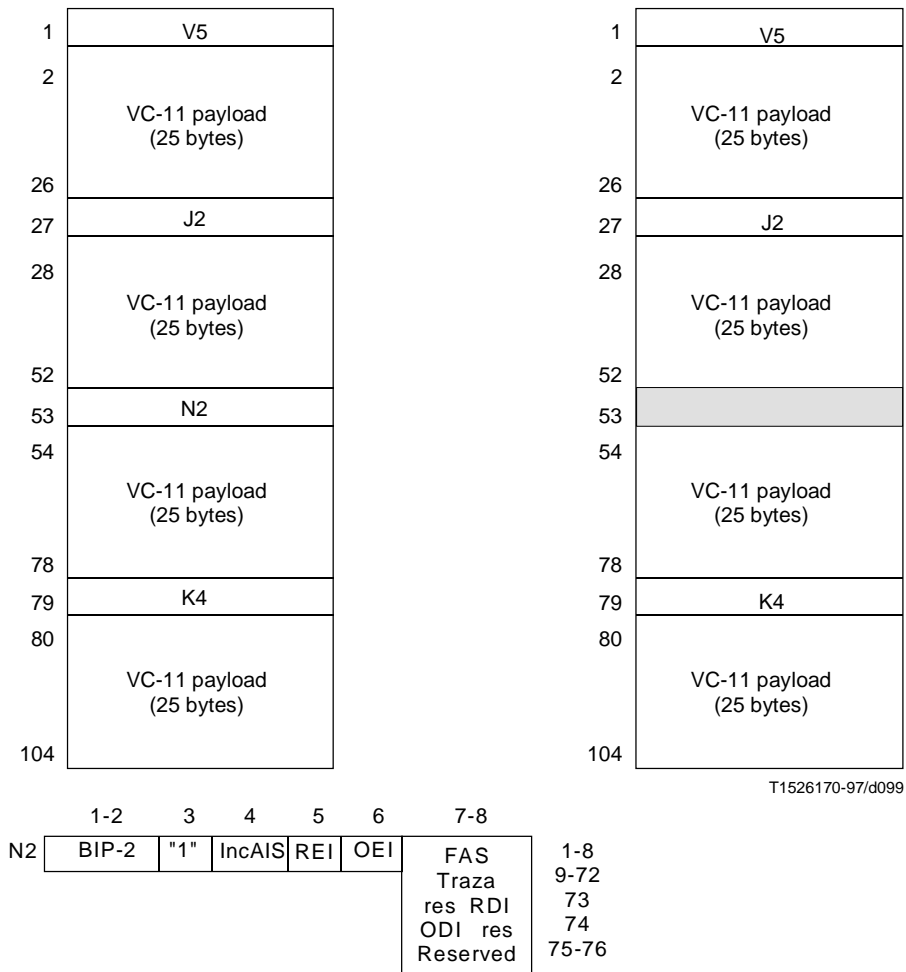 1 V5
2
VC-11 payload
(25 bytes)
26
27 J2
28
VC-11 payload
(25 bytes)
52
53 N2
54
VC-11 payload
(25 bytes)
78
79 K4
80
VC-11 payload
(25 bytes)
104
1 V5
2
VC-11 payload
(25 bytes)
26
27 J2
28
VC-11 payload
(25 bytes)
52
53
54
VC-11 payload
(25 bytes)
78
79 K4
80
VC-11 payload
(25 bytes)
104
T1526170-97/d099
1-2 3 4 5 6 7-8
N2 BIP-2 "1" IncAIS REI OEI FAS 1-8
Traza 9-72
res RDI 73
ODI res 74
Reserved 75-76